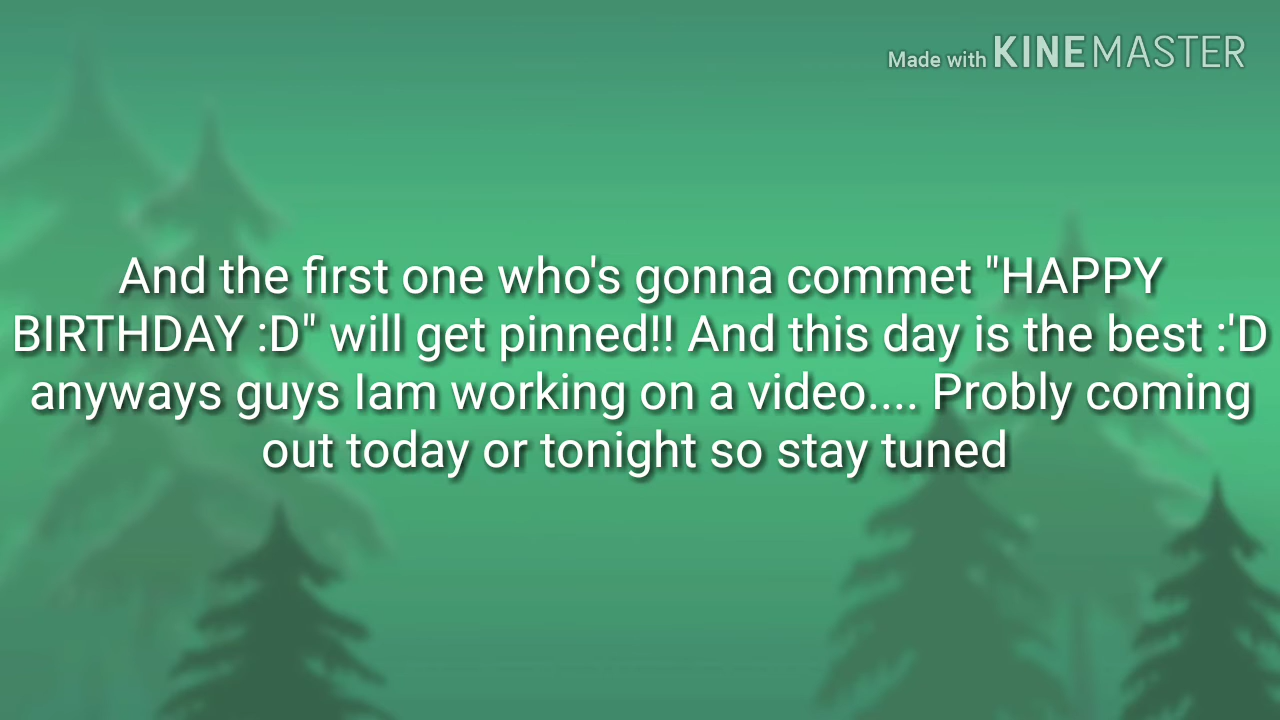 Made with KINEMASTER
And the first one who's gonna commet "HAPPY
BIRTHDAY :D" will get pinned!! And this day is the best :'D
anyways guys Iam working on a video.... Probly coming
out today or tonight so stay tuned